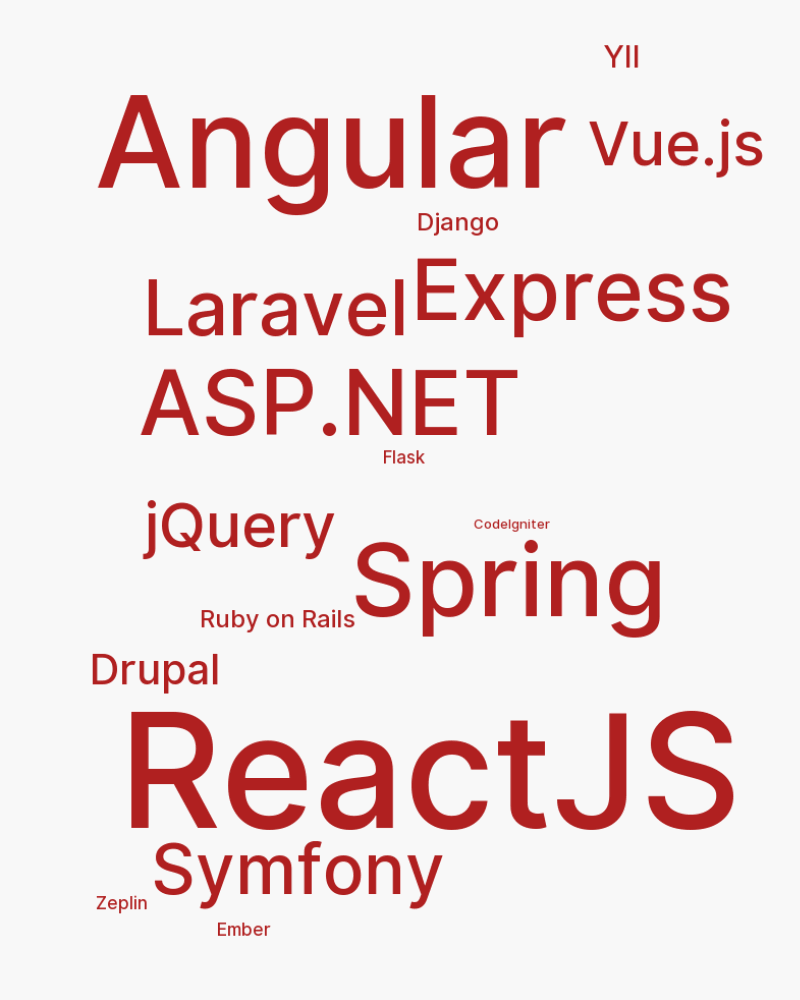 YII
Angular
Vue.js
Django
Laravel
Express
ASP.NET
Flask
jQuery
CodeIgniter
Spring
Ruby on Rails
Drupal
ReactJS
Symfony
Zeplin
Ember